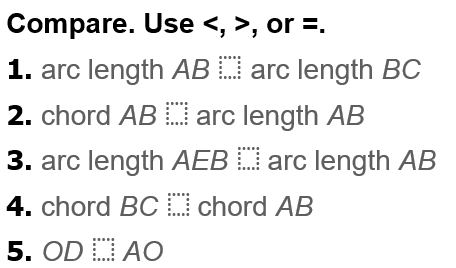 Compare. Use <, >, or =.
1. arc length AB ⬚ arc length BC
2. chord AB ⬚ arc length AB
3. arc length AEB ⬚ arc length AB
4. chord BC ⬚ chord AB
5. OD ⬚ AO